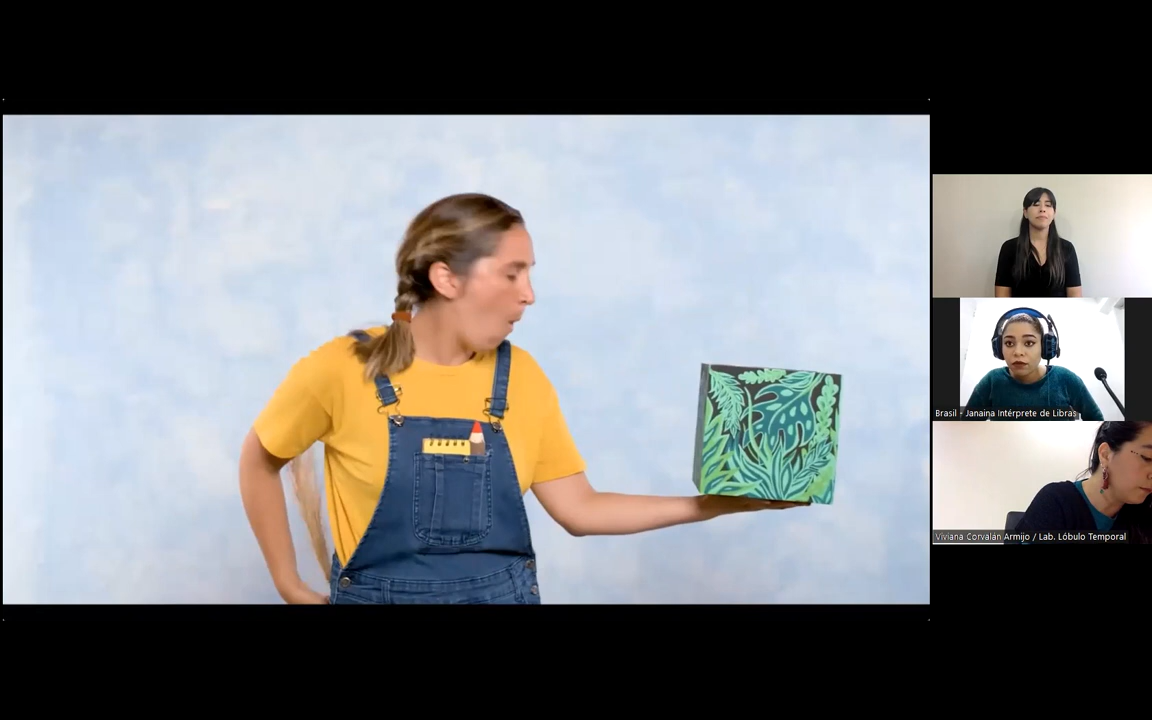 Brasil - Janaina Intérprete de Libras
Viviana Corvalán Armijo / Lab. Lóbulo Temporal